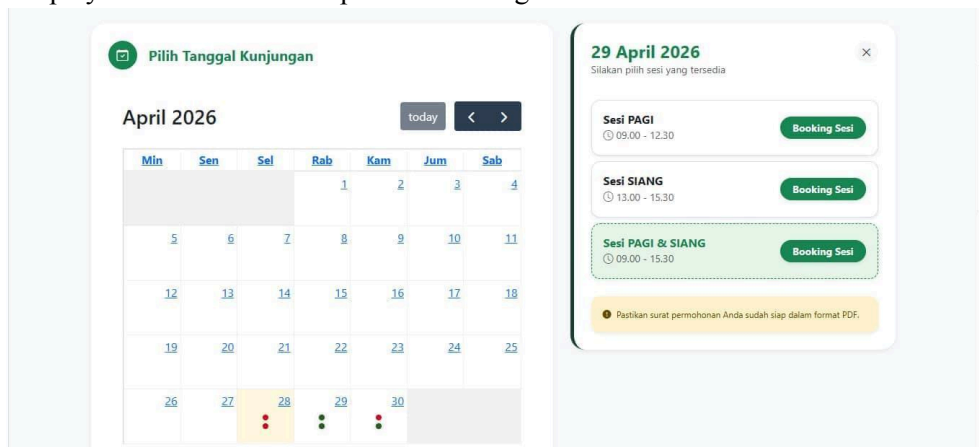 Pilih Tanggal Kunjungan
April 2026
today
Min Sen Sel Rab Kam Jum Sab
1 2 3 4
5 6 7 8 9 10 11
12 13 14 15 16 17 18
19 20 21 22 23 24 25
26 27 28 29 30
29 April 2026
Silakan pilih sesi yang tersedia
Sesi PAGI
09.00 - 12.30
Booking Sesi
Sesi SIANG
13.00 - 15.30
Booking Sesi
Sesi PAGI & SIANG
09.00 - 15.30
Booking Sesi
Pastikan surat permohonan Anda sudah siap dalam format PDF.